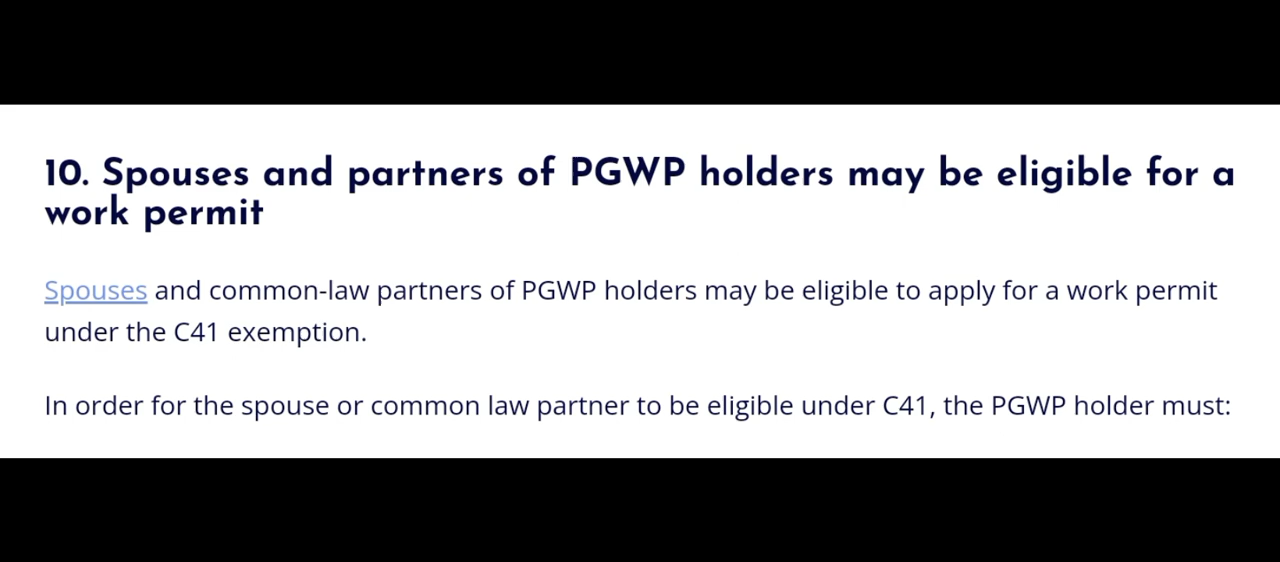 10. Spouses and partners of PGWP holders may be eligible for a
work permit
Spouses and common-law partners of PGWP holders may be eligible to apply for a work permit
under the C41 exemption.
In order for the spouse or common law partner to be eligible under C41, the PGWP holder must: